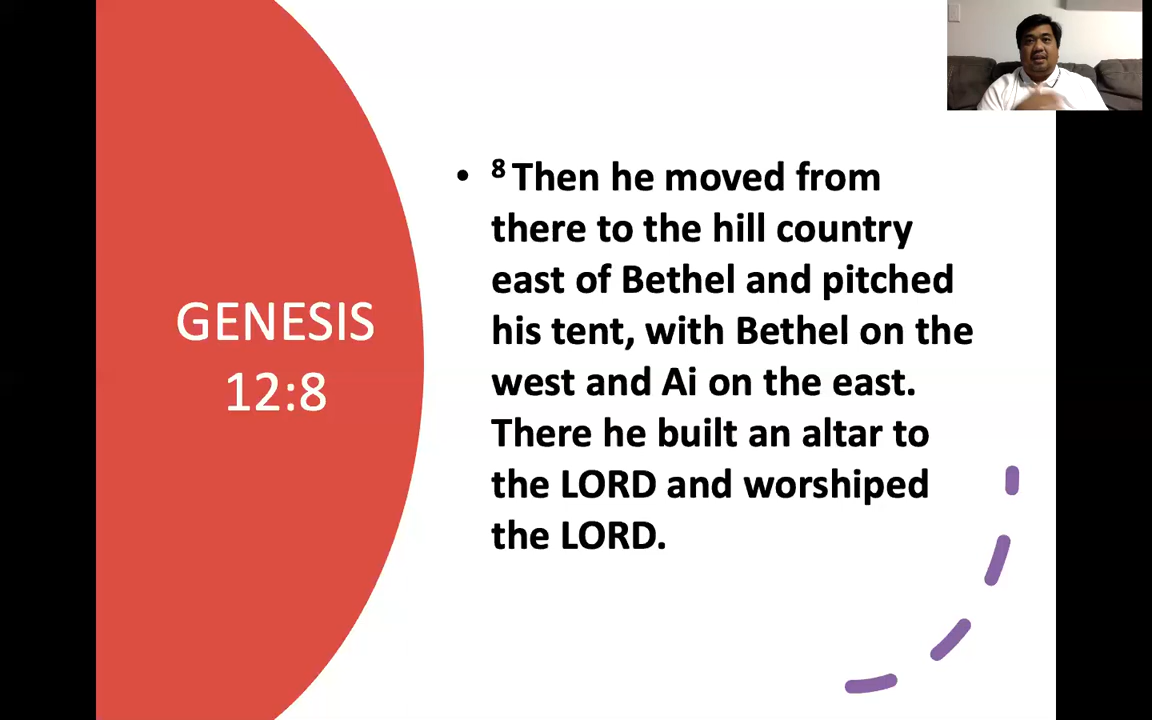 GENESIS
12:8
• ⁸ Then he moved from
there to the hill country
east of Bethel and pitched
his tent, with Bethel on the
west and Ai on the east.
There he built an altar to
the LORD and worshiped
the LORD.